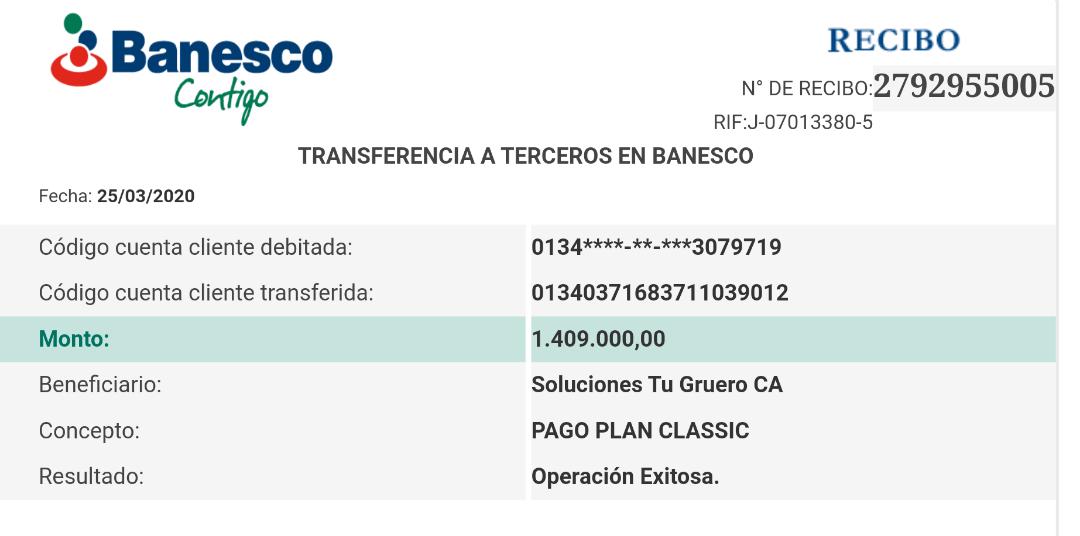 Banesco
Contigo
RECIBO
N° DE RECIBO:2792955005
RIF:J-07013380-5
TRANSFERENCIA A TERCEROS EN BANESCO
Fecha: 25/03/2020
Código cuenta cliente debitada: 0134****-**-***3079719
Código cuenta cliente transferida: 01340371683711039012
Monto: 1.409.000,00
Beneficiario: Soluciones Tu Gruero CA
Concepto: PAGO PLAN CLASSIC
Resultado: Operación Exitosa.